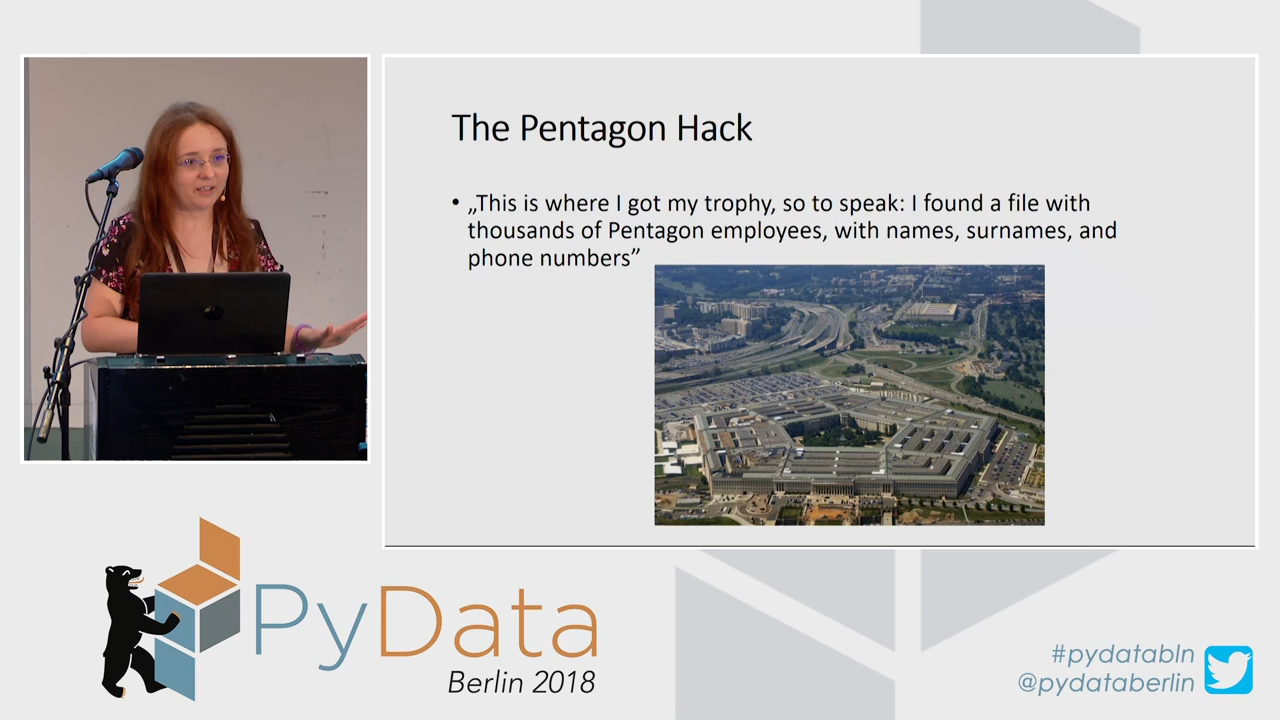 The Pentagon Hack
• „This is where I got my trophy, so to speak: I found a file with
thousands of Pentagon employees, with names, surnames, and
phone numbers”
PyData
Berlin 2018
#pydatabln
@pydataberlin